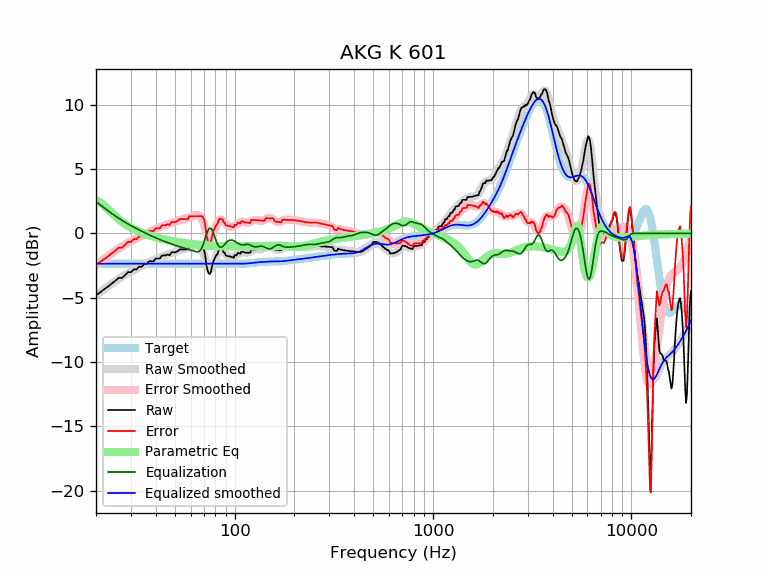 AKG K 601
Amplitude (dBr)
10
5
0
−5
−10
−15
−20
Target
Raw Smoothed
Error Smoothed
Raw
Error
Parametric Eq
Equalization
Equalized smoothed
100
1000
10000
Frequency (Hz)